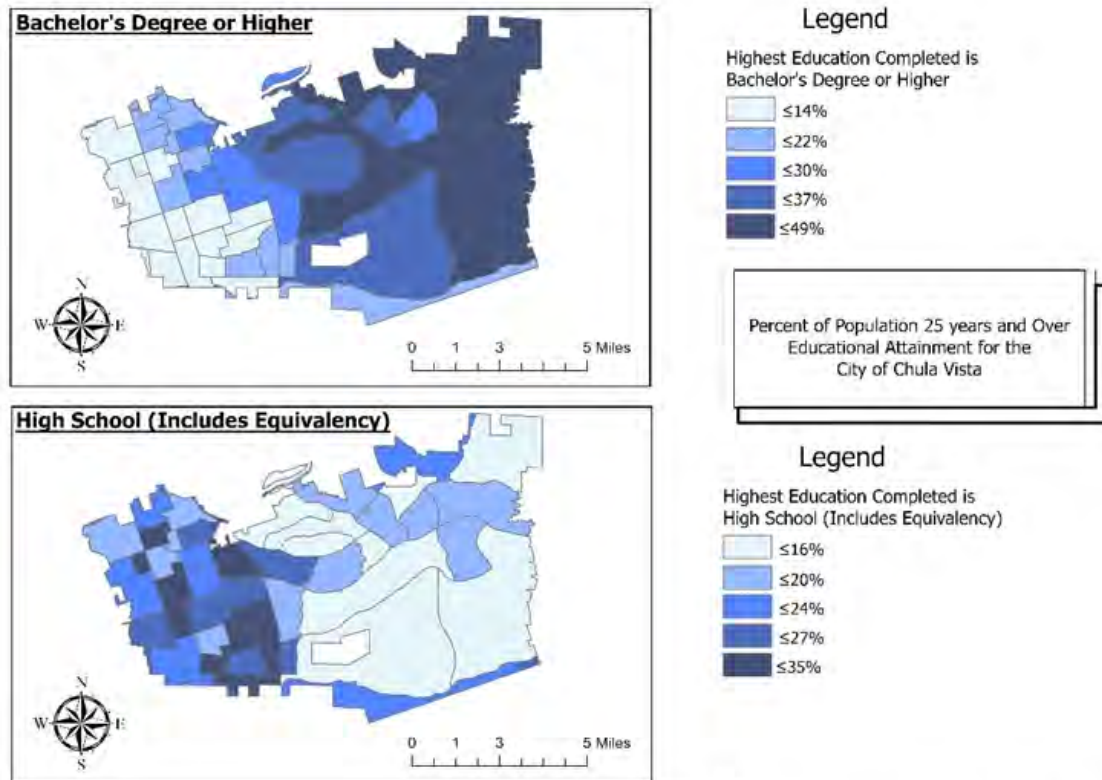 Bachelor's Degree or Higher
N
W E
S
0 1 3 5 Miles
Legend
Highest Education Completed is
Bachelor's Degree or Higher
≤14%
≤22%
≤30%
≤37%
≤49%
Percent of Population 25 years and Over
Educational Attainment for the
City of Chula Vista
High School (Includes Equivalency)
N
W E
S
0 1 3 5 Miles
Legend
Highest Education Completed is
High School (Includes Equivalency)
≤16%
≤20%
≤24%
≤27%
≤35%